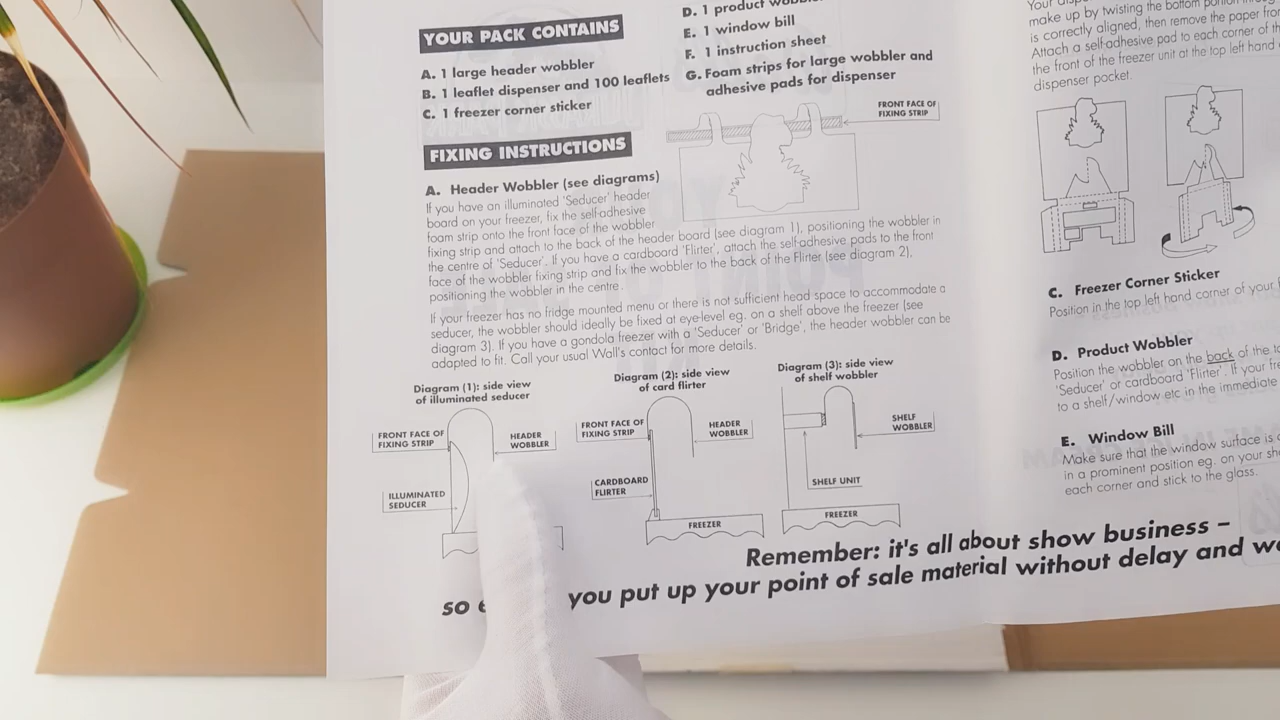 YOUR PACK CONTAINS
A. 1 large header wobbler
B. 1 leaflet dispenser and 100 leaflets
C. 1 freezer corner sticker
D. 1 product
E. 1 window bill
F. 1 instruction sheet
G. Foam strips for large wobbler and
adhesive pads for dispenser
FIXING INSTRUCTIONS
FRONT FACE OF
FIXING STRIP
A. Header Wobbler (see diagrams)
If you have an illuminated 'Seducer' header
board on your freezer, fix the self-adhesive
foam strip onto the front face of the wobbler
fixing strip and attach to the back of the header board (see diagram 1), positioning the wobbler in
the centre of 'Seducer'. If you have a cardboard 'Flirter', attach the self-adhesive pads to the front
face of the wobbler fixing strip and fix the wobbler to the back of the Flirter (see diagram 2),
positioning the wobbler in the centre.
If your freezer has no fridge mounted menu or there is not sufficient head space to accommodate a
seducer, the wobbler should ideally be fixed at eye-level eg. on a shelf above the freezer (see
diagram 3). If you have a gondola freezer with a 'Seducer' or 'Bridge', the header wobbler can be
adapted to fit. Call your usual Wall's contact for more details.
Diagram (1): side view
of illuminated seducer
FRONT FACE OF
FIXING STRIP
HEADER
WOBBLER
ILLUMINATED
SEDUCER
Diagram (2): side view
of card flirter
FRONT FACE OF
FIXING STRIP
HEADER
WOBBLER
CARDBOARD
FLIRTER
FREEZER
Diagram (3): side view
of shelf wobbler
SHELF
WOBBLER
SHELF UNIT
FREEZER
make up by twisting the bottom portion
is correctly aligned, then remove the paper
Attach a self-adhesive pad to each corner of
the front of the freezer unit at the top left hand
dispenser pocket.
C. Freezer Corner Sticker
Position in the top left hand corner of your
D. Product Wobbler
Position the wobbler on the back of the
'Seducer' or cardboard 'Flirter'. If your
to a shelf/window etc in the immediate
E. Window Bill
Make sure that the window surface is
in a prominent position eg. on your
each corner and stick to the glass.
Remember: it's all about show business –
so you put up your point of sale material without delay and